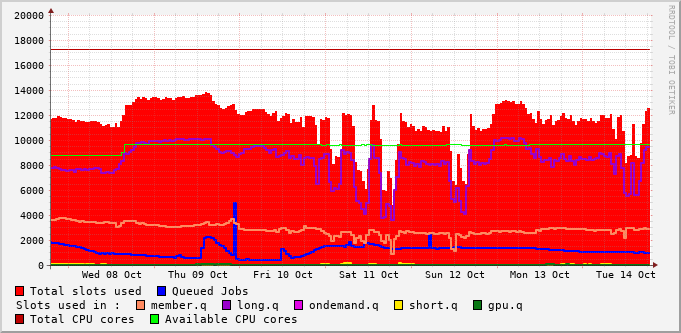 20000
18000
16000
14000
12000
10000
8000
6000
4000
2000
0
Wed 08 Oct Thu 09 Oct Fri 10 Oct Sat 11 Oct Sun 12 Oct Mon 13 Oct Tue 14 Oct
RRDTOOL / TOBI OETIKER
Total slots used Queued Jobs
Slots used in : member.q long.q ondemand.q short.q gpu.q
Total CPU cores Available CPU cores